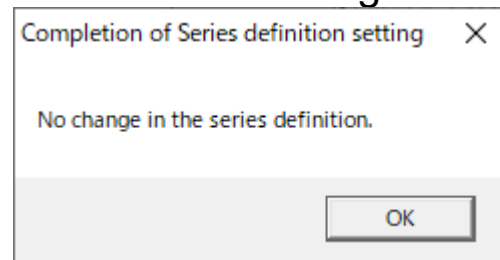 Completion of Series definition setting
No change in the series definition.
OK